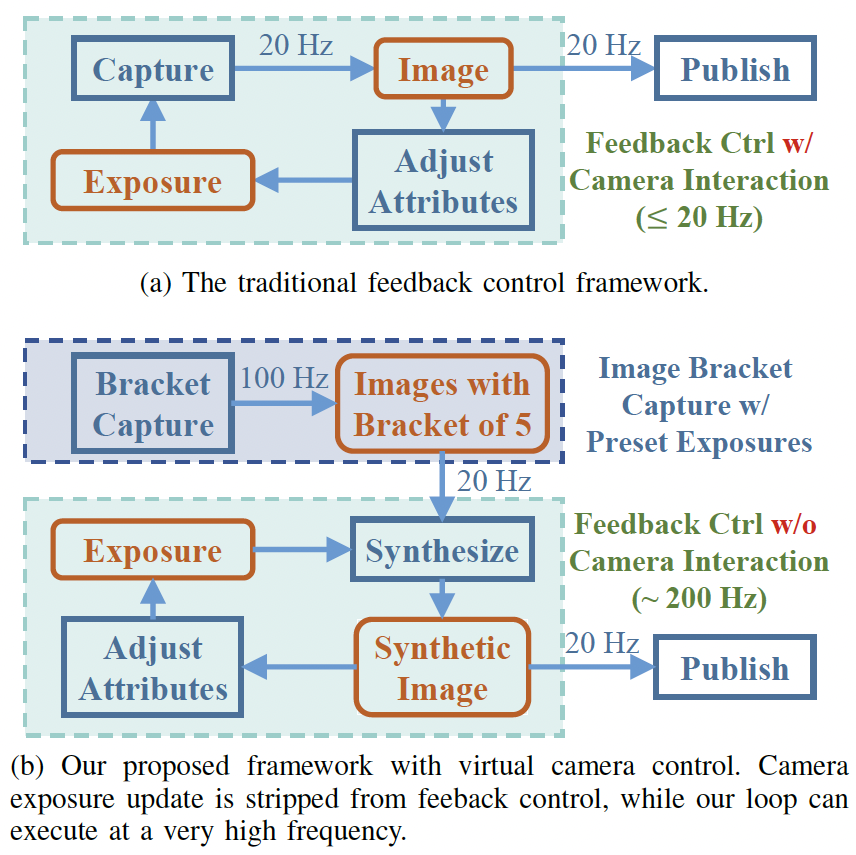 Capture
20 Hz
Image
20 Hz
Publish
Exposure
Adjust
Attributes
Feedback Ctrl w/
Camera Interaction
(≤ 20 Hz)
(a) The traditional feedback control framework.
Bracket
Capture
100 Hz
Images with
Bracket of 5
Image Bracket
Capture w/
Preset Exposures
20 Hz
Exposure
Synthesize
Feedback Ctrl w/o
Camera Interaction
(~ 200 Hz)
Adjust
Attributes
Synthetic
Image
20 Hz
Publish
(b) Our proposed framework with virtual camera control. Camera
exposure update is stripped from feeback control, while our loop can
execute at a very high frequency.